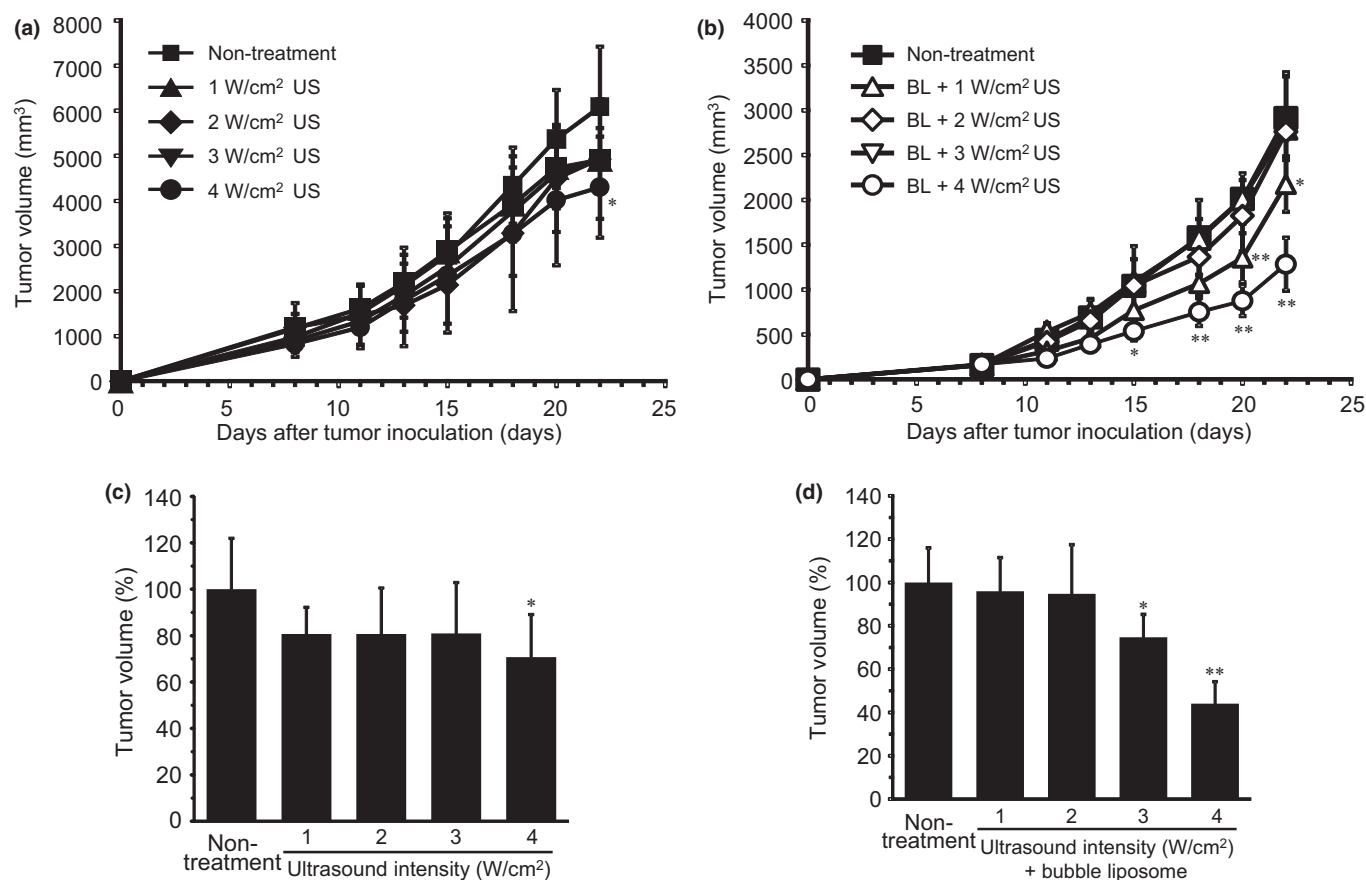 (a)
8000
7000
6000
5000
4000
3000
2000
1000
0
Tumor volume (mm³)
Non-treatment
1 W/cm² US
2 W/cm² US
3 W/cm² US
4 W/cm² US
*
0 5 10 15 20 25
Days after tumor inoculation (days)
(b)
4000
3500
3000
2500
2000
1500
1000
500
0
Tumor volume (mm³)
Non-treatment
BL + 1 W/cm² US
BL + 2 W/cm² US
BL + 3 W/cm² US
BL + 4 W/cm² US
*
**
* ** ** **
0 5 10 15 20 25
Days after tumor inoculation (days)
(c)
140
120
100
80
60
40
20
0
Tumor volume (%)
*
Non-
treatment
1 2 3 4
Ultrasound intensity (W/cm²)
(d)
140
120
100
80
60
40
20
0
Tumor volume (%)
*
**
Non-
treatment
1 2 3 4
Ultrasound intensity (W/cm²)
+ bubble liposome